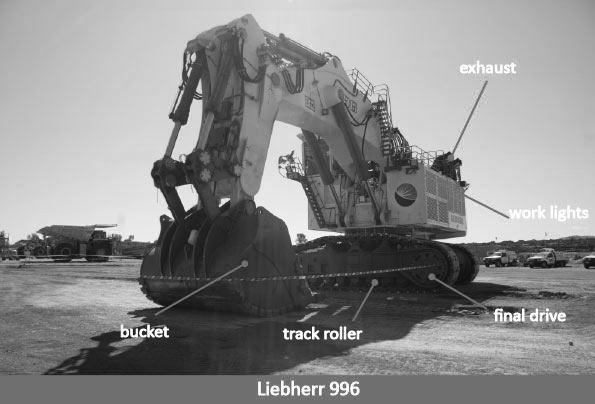 exhaust
work lights
bucket
track roller
final drive
Liebherr 996